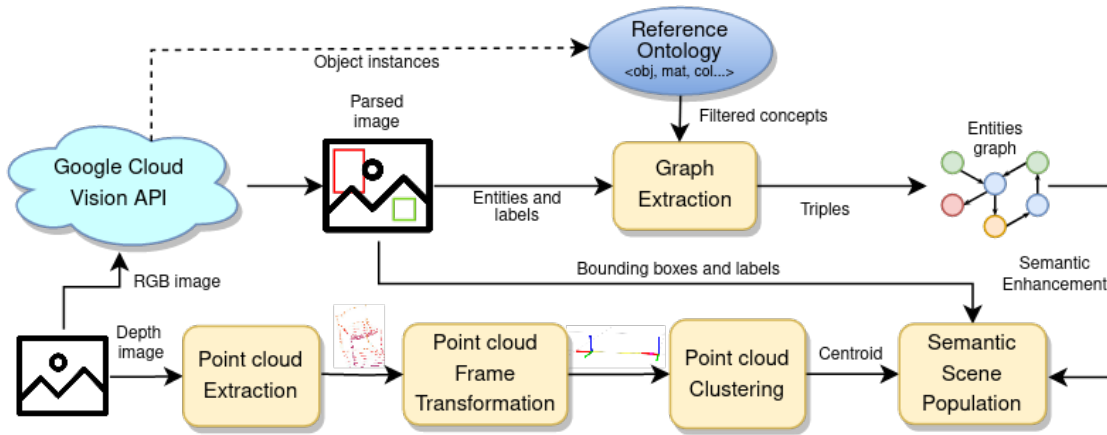 Reference
Ontology
<obj, mat, col...>
Object instances
Parsed
image
Filtered concepts
Entities
graph
Google Cloud
Vision API
Graph
Extraction
Entities and
labels
Triples
Bounding boxes and labels
Semantic
Enhancement
RGB image
Depth
image
Point cloud
Extraction
Point cloud
Frame
Transformation
Point cloud
Clustering
Centroid
Semantic
Scene
Population